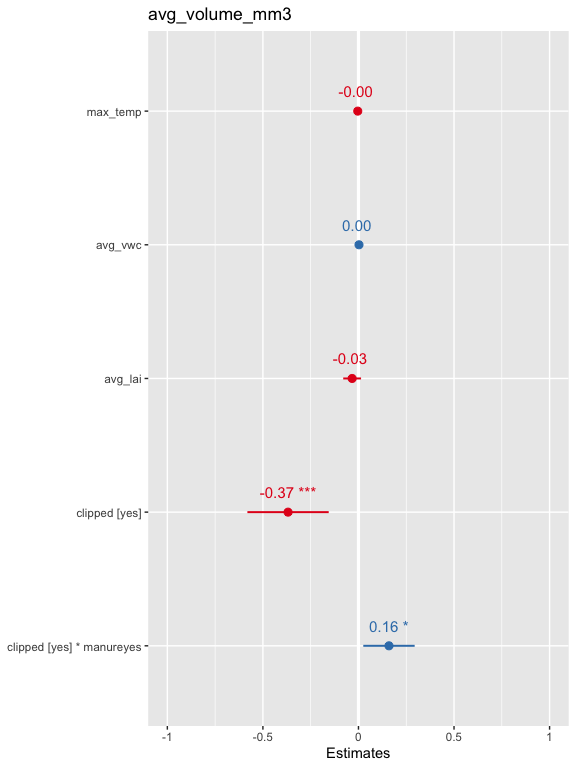 avg_volume_mm3
max_temp
-0.00
avg_vwc
0.00
avg_lai
-0.03
clipped [yes]
-0.37 ***
clipped [yes] * manureyes
0.16 *
-1 -0.5 0 0.5 1
Estimates